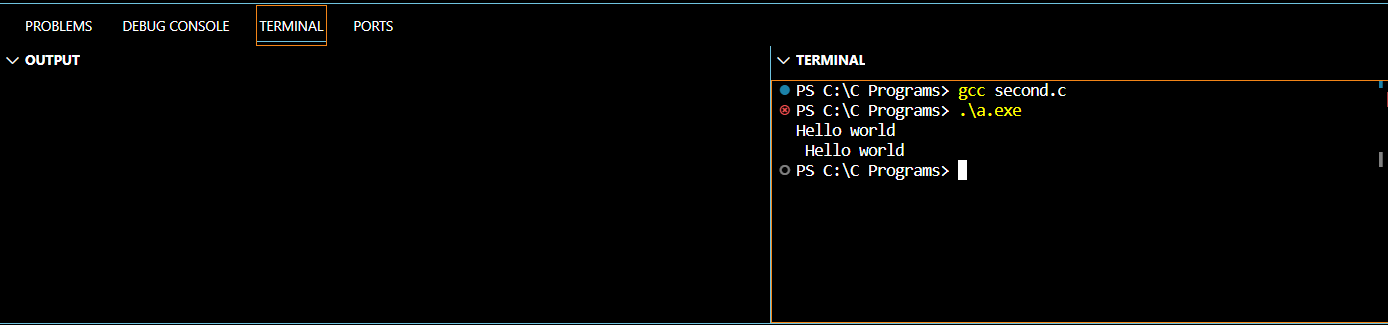 PROBLEMS DEBUG CONSOLE TERMINAL PORTS
OUTPUT
TERMINAL
PS C:\C Programs> gcc second.c
PS C:\C Programs> .\a.exe
Hello world
 Hello world
PS C:\C Programs>